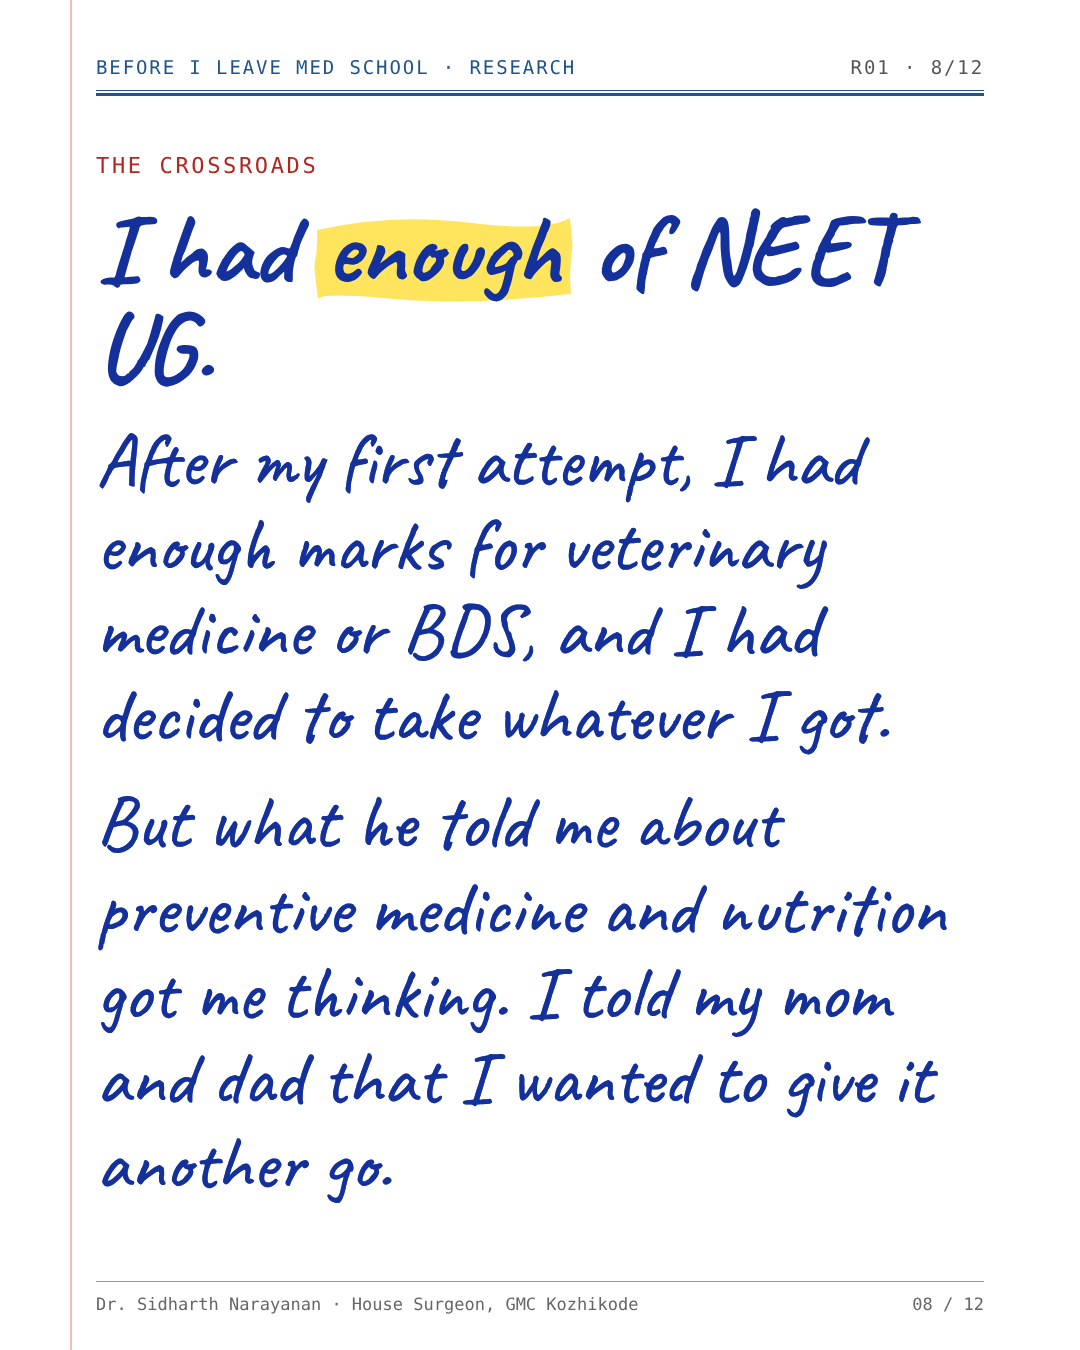 BEFORE I LEAVE MED SCHOOL · RESEARCH
R01 · 8/12
THE CROSSROADS
I had enough of NEET
UG.
After my first attempt, I had
enough marks for veterinary
medicine or BDS, and I had
decided to take whatever I got.
But what he told me about
preventive medicine and nutrition
got me thinking. I told my mom
and dad that I wanted to give it
another go.
Dr. Sidharth Narayanan · House Surgeon, GMC Kozhikode
08 / 12